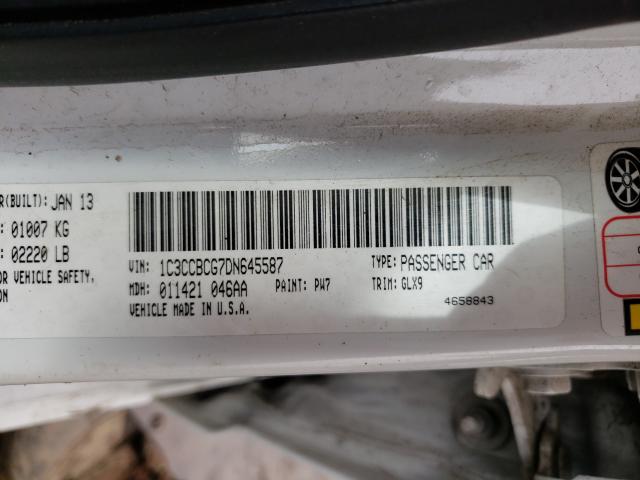 R(BUILT): JAN 13
: 01007 KG
: 02220 LB
OR VEHICLE SAFETY,
ON
VIN: 1C3CCBCG7DN645587
TYPE: PASSENGER CAR
MDH: 011421 046AA
PAINT: PW7
TRIM: GLX9
VEHICLE MADE IN U.S.A.
4658843